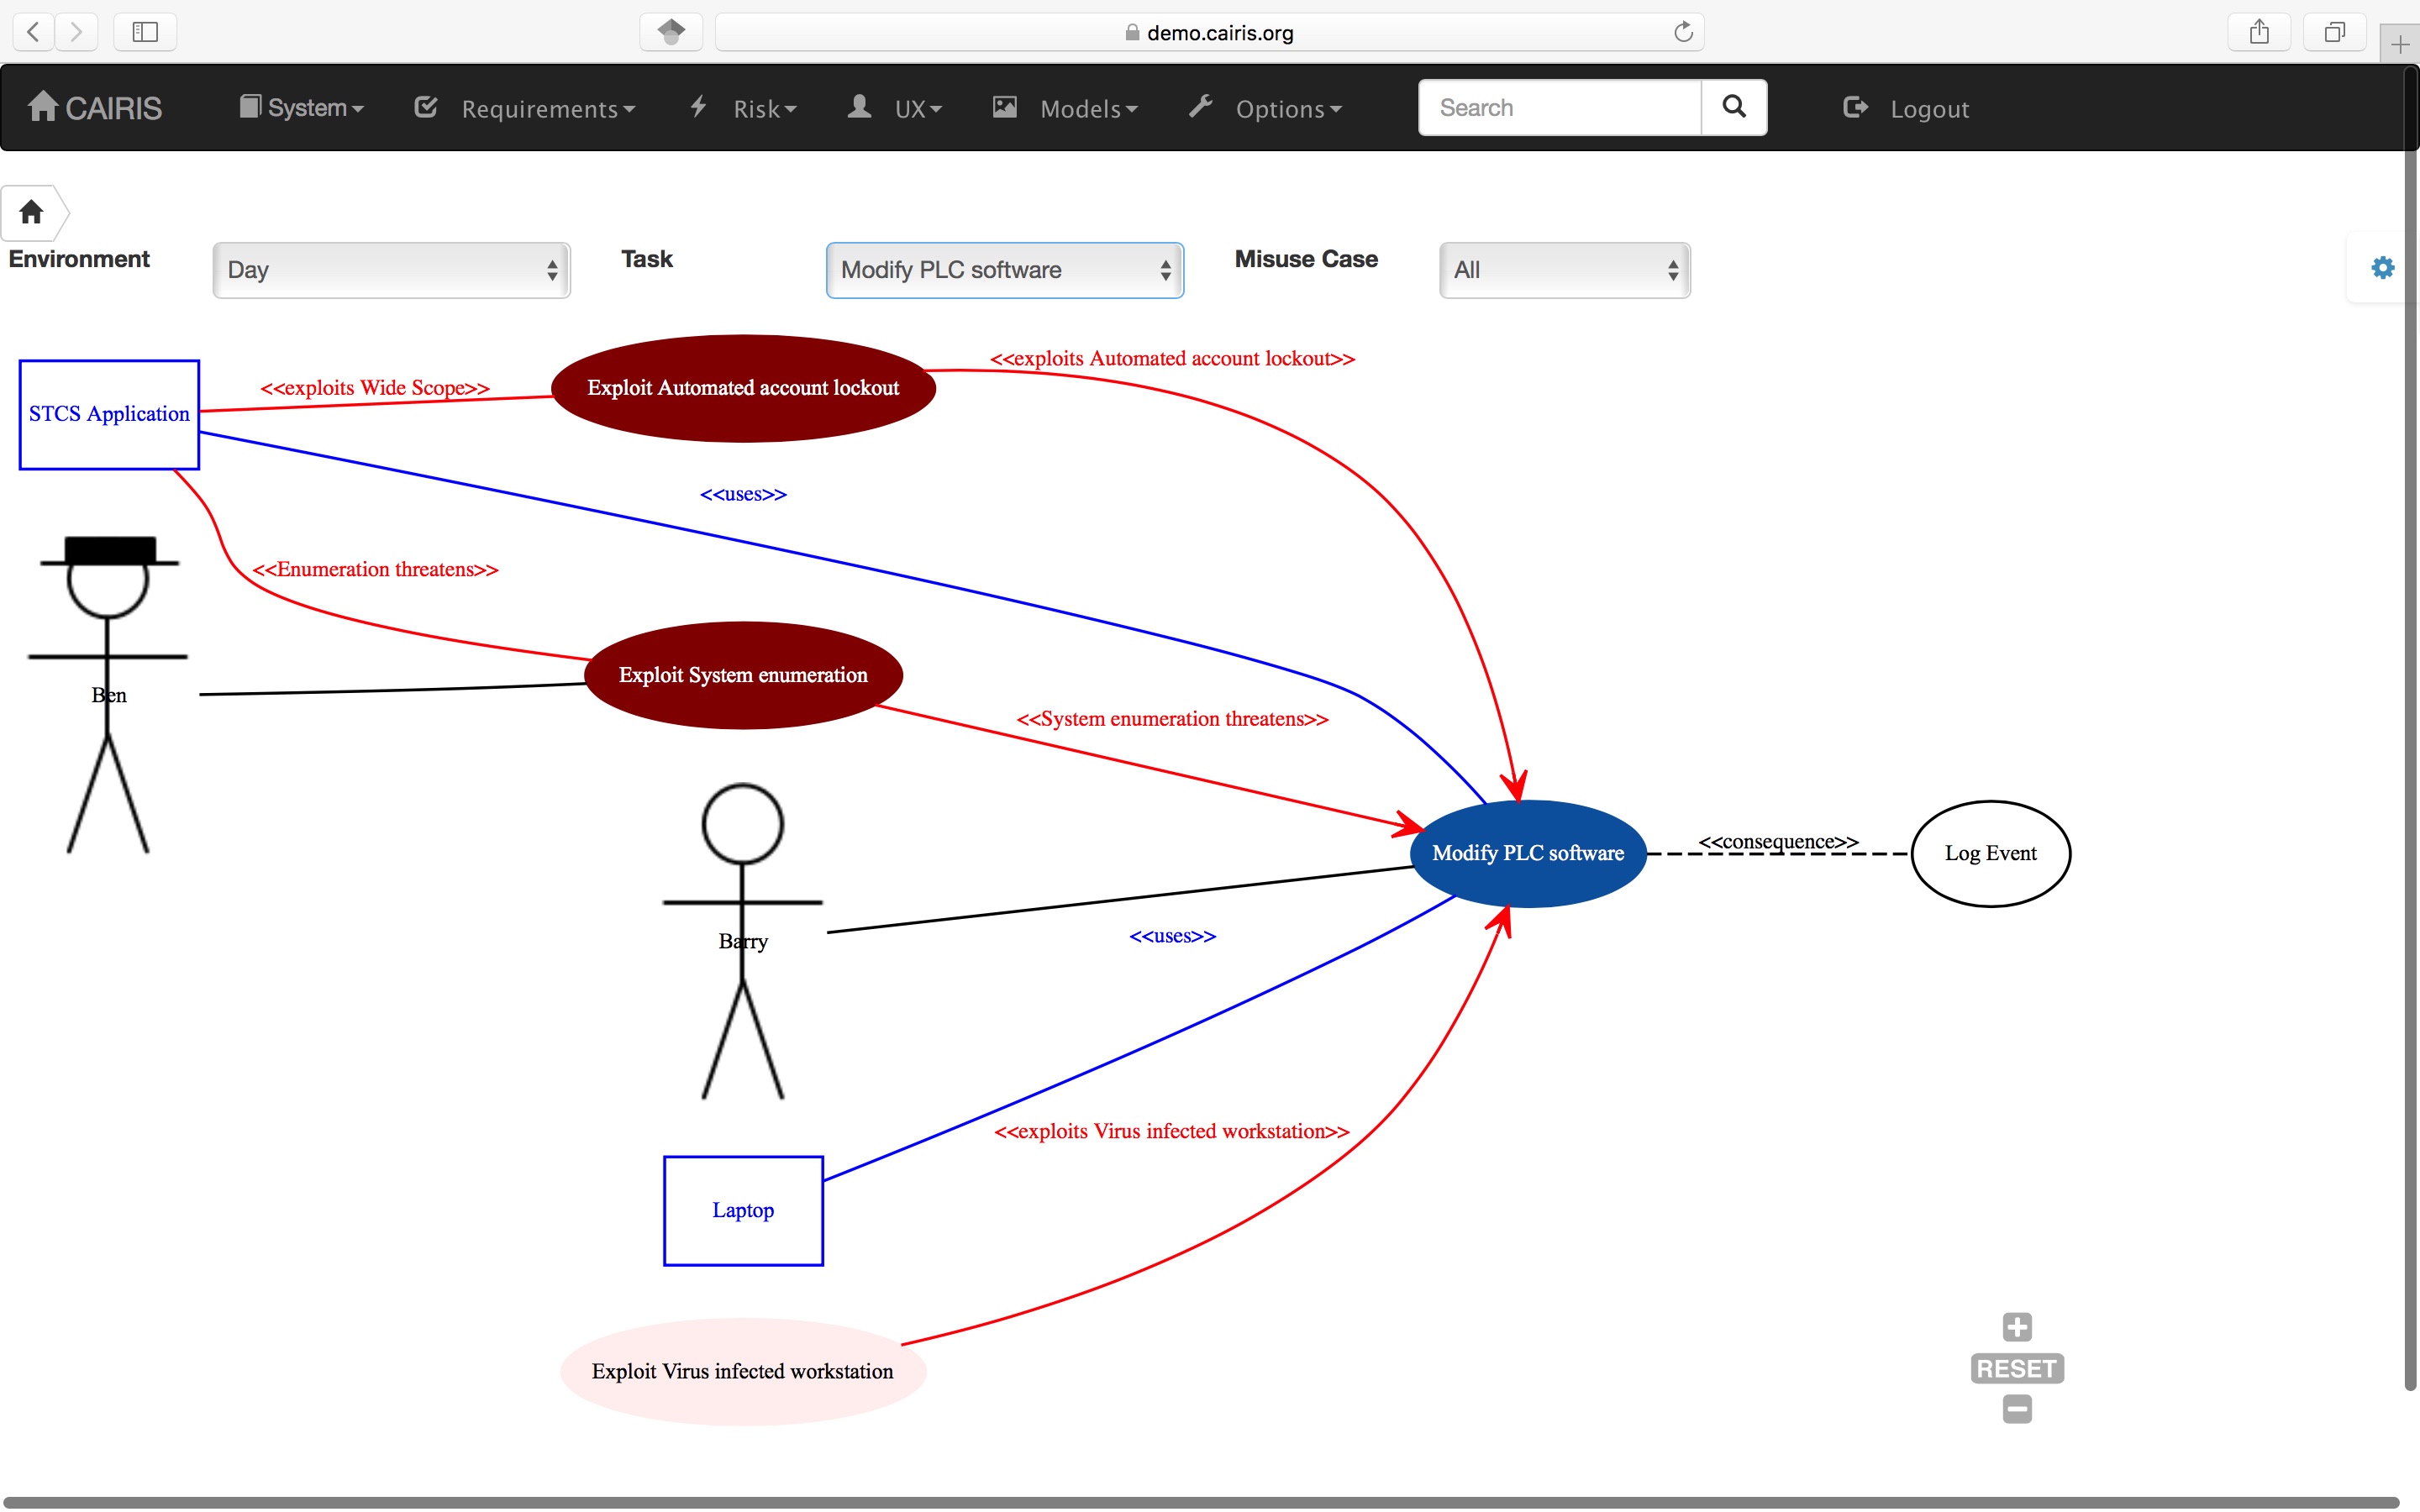 demo.cairis.org
CAIRIS System Requirements Risk UX Models Options Search Logout
Environment Day Task Modify PLC software Misuse Case All
<<exploits Automated account lockout>>
<<exploits Wide Scope>> Exploit Automated account lockout
STCS Application
<<uses>>
<<Enumeration threatens>>
Exploit System enumeration
Ben
<<System enumeration threatens>>
<<consequence>>
Modify PLC software Log Event
<<uses>>
Barry
<<exploits Virus infected workstation>>
Laptop
Exploit Virus infected workstation
RESET